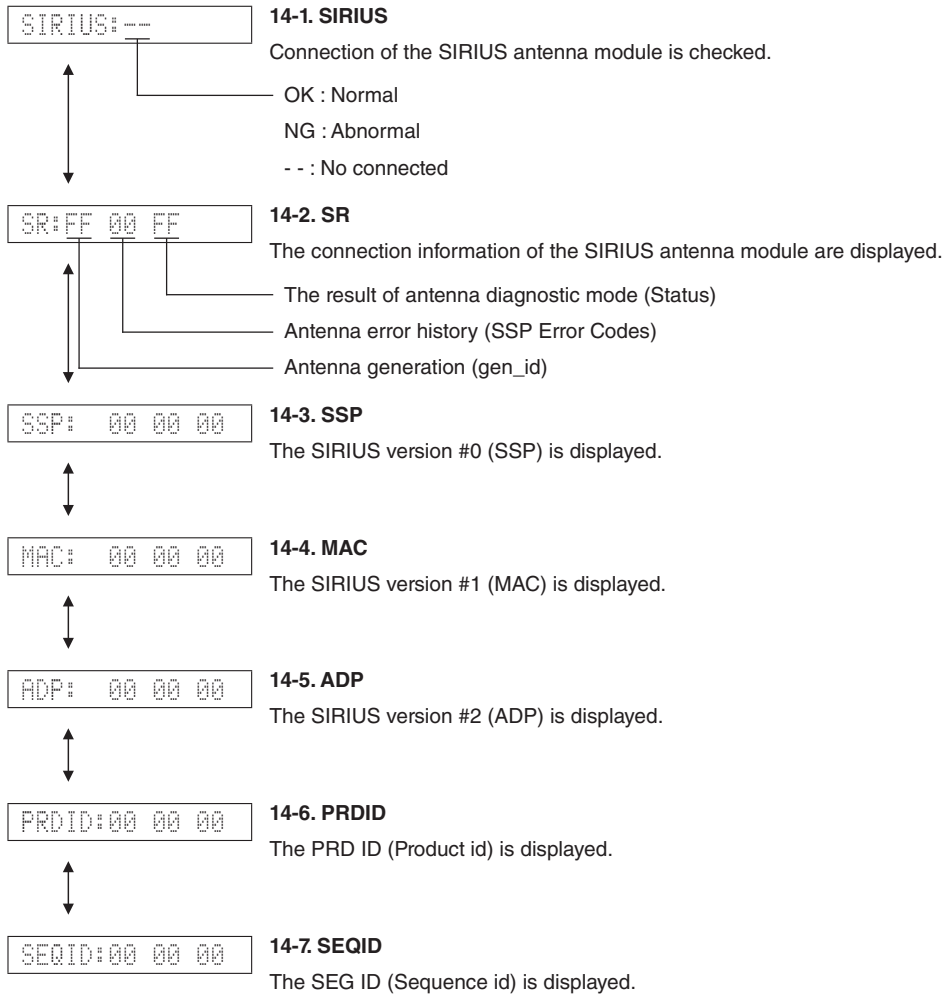 SIRIUS:--
14-1. SIRIUS
Connection of the SIRIUS antenna module is checked.
OK : Normal
NG : Abnormal
- - : No connected
SR:FF 00 FF
14-2. SR
The connection information of the SIRIUS antenna module are displayed.
The result of antenna diagnostic mode (Status)
Antenna error history (SSP Error Codes)
Antenna generation (gen_id)
SSP: 00 00 00
14-3. SSP
The SIRIUS version #0 (SSP) is displayed.
MAC: 00 00 00
14-4. MAC
The SIRIUS version #1 (MAC) is displayed.
ADP: 00 00 00
14-5. ADP
The SIRIUS version #2 (ADP) is displayed.
PRDID:00 00 00
14-6. PRDID
The PRD ID (Product id) is displayed.
SEQID:00 00 00
14-7. SEQID
The SEG ID (Sequence id) is displayed.